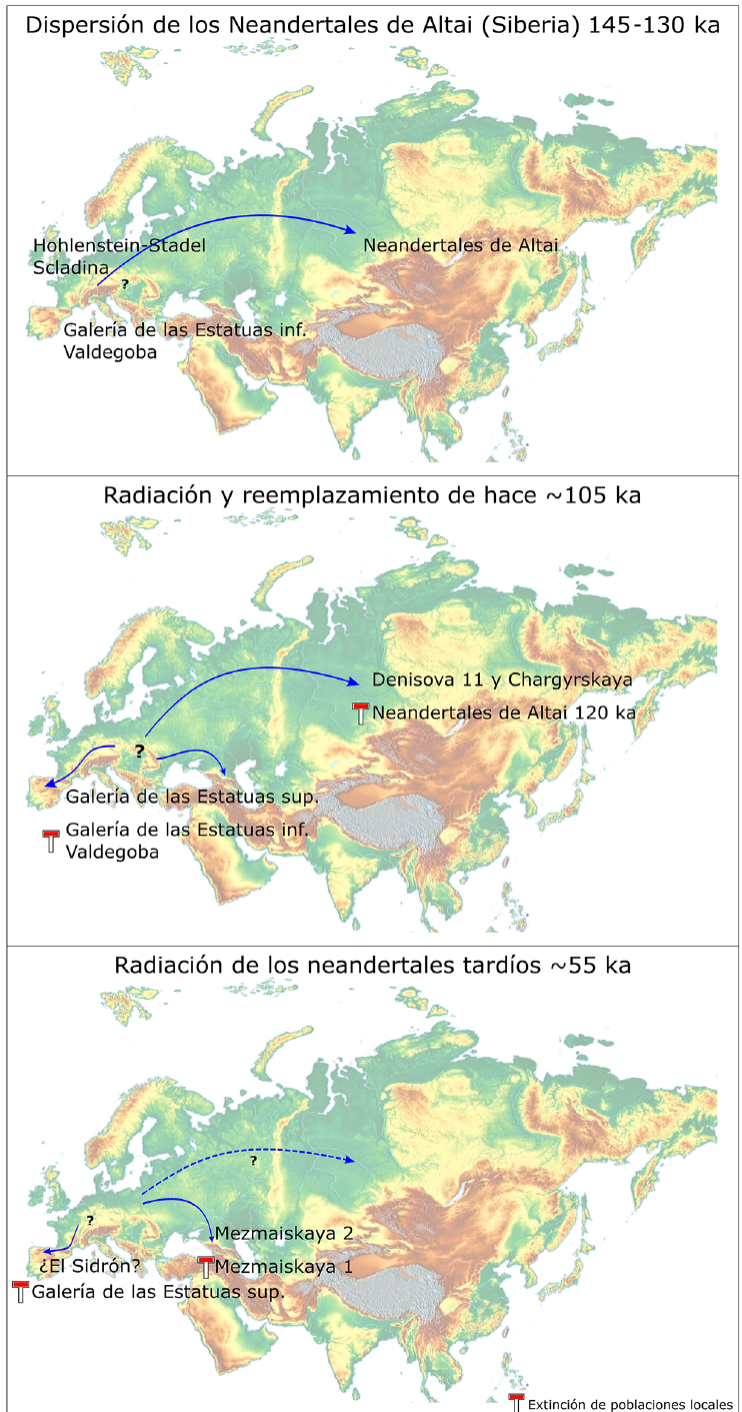 Dispersión de los Neandertales de Altai (Siberia) 145-130 ka
Hohlenstein-Stadel
Scladina
Neandertales de Altai
?
Galería de las Estatuas inf.
Valdegoba
Radiación y reemplazamiento de hace ~105 ka
Denisova 11 y Chargyrskaya
Neandertales de Altai 120 ka
?
Galería de las Estatuas sup.
Galería de las Estatuas inf.
Valdegoba
Radiación de los neandertales tardíos ~55 ka
?
?
Mezmaiskaya 2
¿El Sidrón?
Mezmaiskaya 1
Galería de las Estatuas sup.
Extinción de poblaciones locales